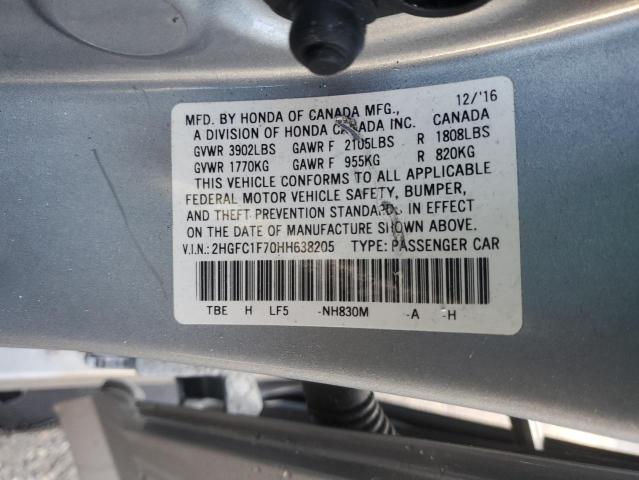 MFD. BY HONDA OF CANADA MFG., 12/'16
A DIVISION OF HONDA CANADA INC. CANADA
GVWR 3902LBS GAWR F 2105LBS R 1808LBS
GVWR 1770KG GAWR F 955KG R 820KG
THIS VEHICLE CONFORMS TO ALL APPLICABLE
FEDERAL MOTOR VEHICLE SAFETY, BUMPER,
AND THEFT PREVENTION STANDARDS IN EFFECT
ON THE DATE OF MANUFACTURE SHOWN ABOVE.
V.I.N.: 2HGFC1F70HH638205 TYPE: PASSENGER CAR
TBE H LF5 -NH830M -A -H